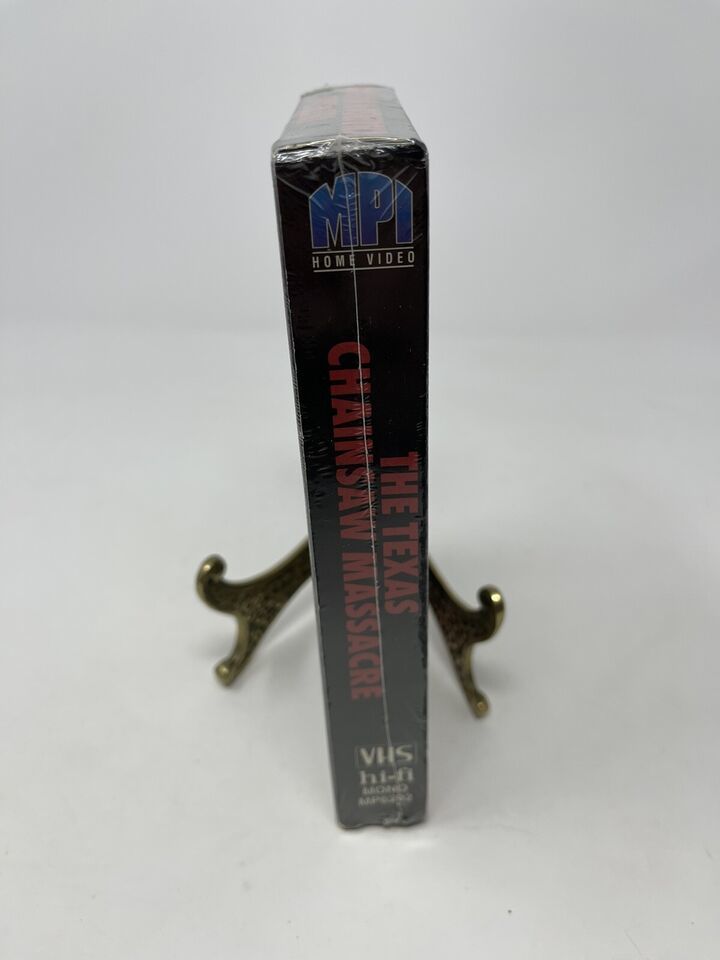 MPI
HOME VIDEO
THE TEXAS
CHAINSAW MASSACRE
VHS
hi-fi
MONO